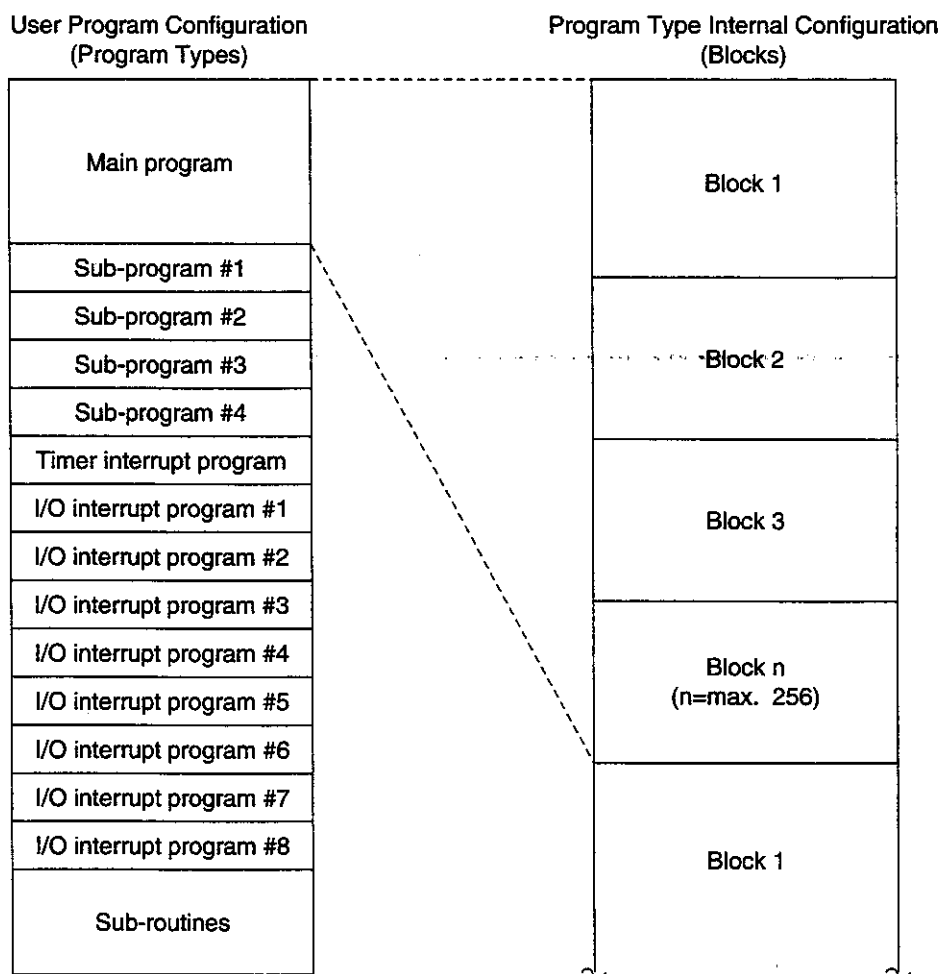 User Program Configuration
(Program Types)
Main program
Sub-program #1
Sub-program #2
Sub-program #3
Sub-program #4
Timer interrupt program
I/O interrupt program #1
I/O interrupt program #2
I/O interrupt program #3
I/O interrupt program #4
I/O interrupt program #5
I/O interrupt program #6
I/O interrupt program #7
I/O interrupt program #8
Sub-routines
Program Type Internal Configuration
(Blocks)
Block 1
Block 2
Block 3
Block n
(n=max. 256)
Block 1